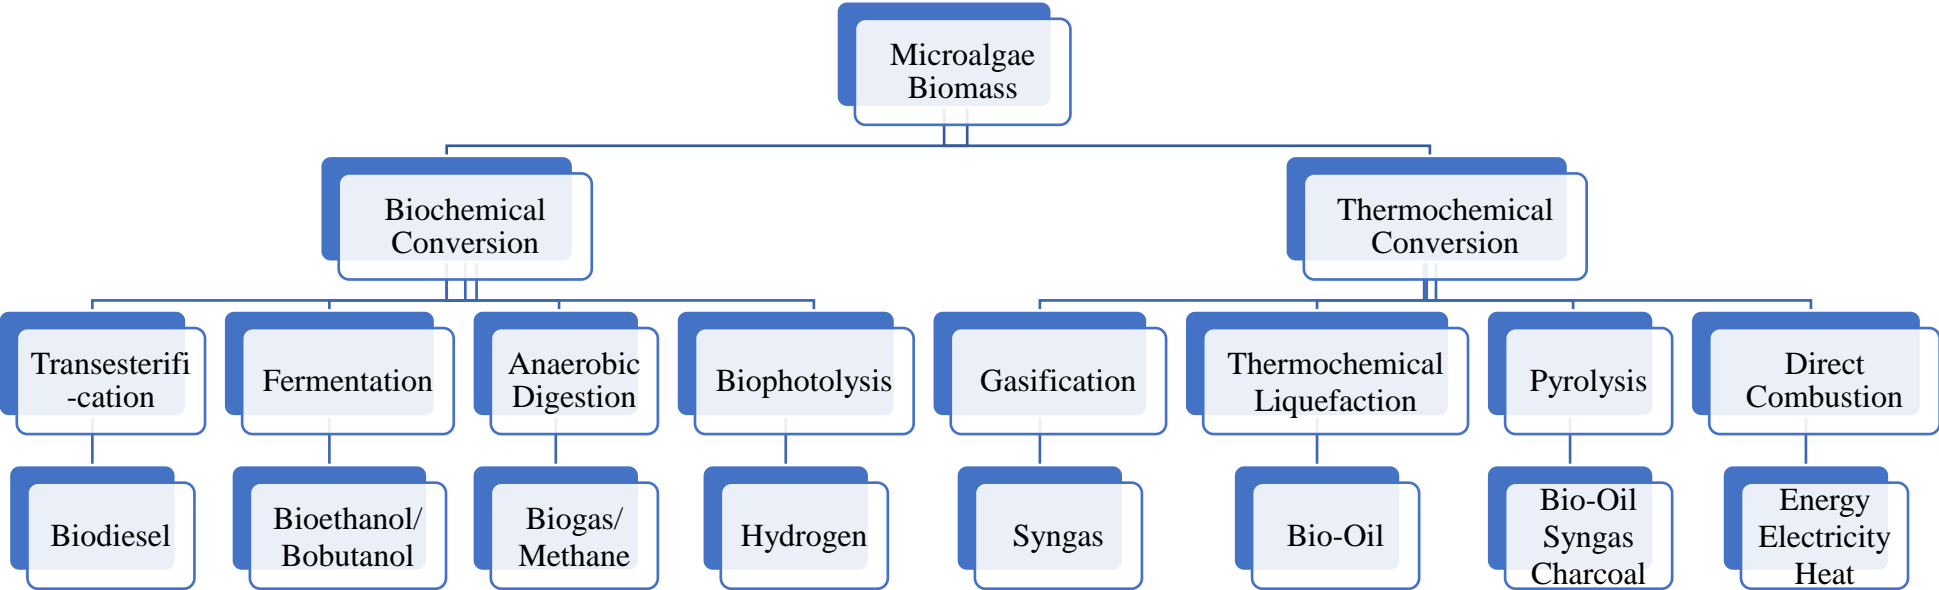 Microalgae
Biomass
Biochemical
Conversion
Thermochemical
Conversion
Transesterifi
-cation
Fermentation
Anaerobic
Digestion
Biophotolysis
Gasification
Thermochemical
Liquefaction
Pyrolysis
Direct
Combustion
Biodiesel
Bioethanol/
Bobutanol
Biogas/
Methane
Hydrogen
Syngas
Bio-Oil
Bio-Oil
Syngas
Charcoal
Energy
Electricity
Heat